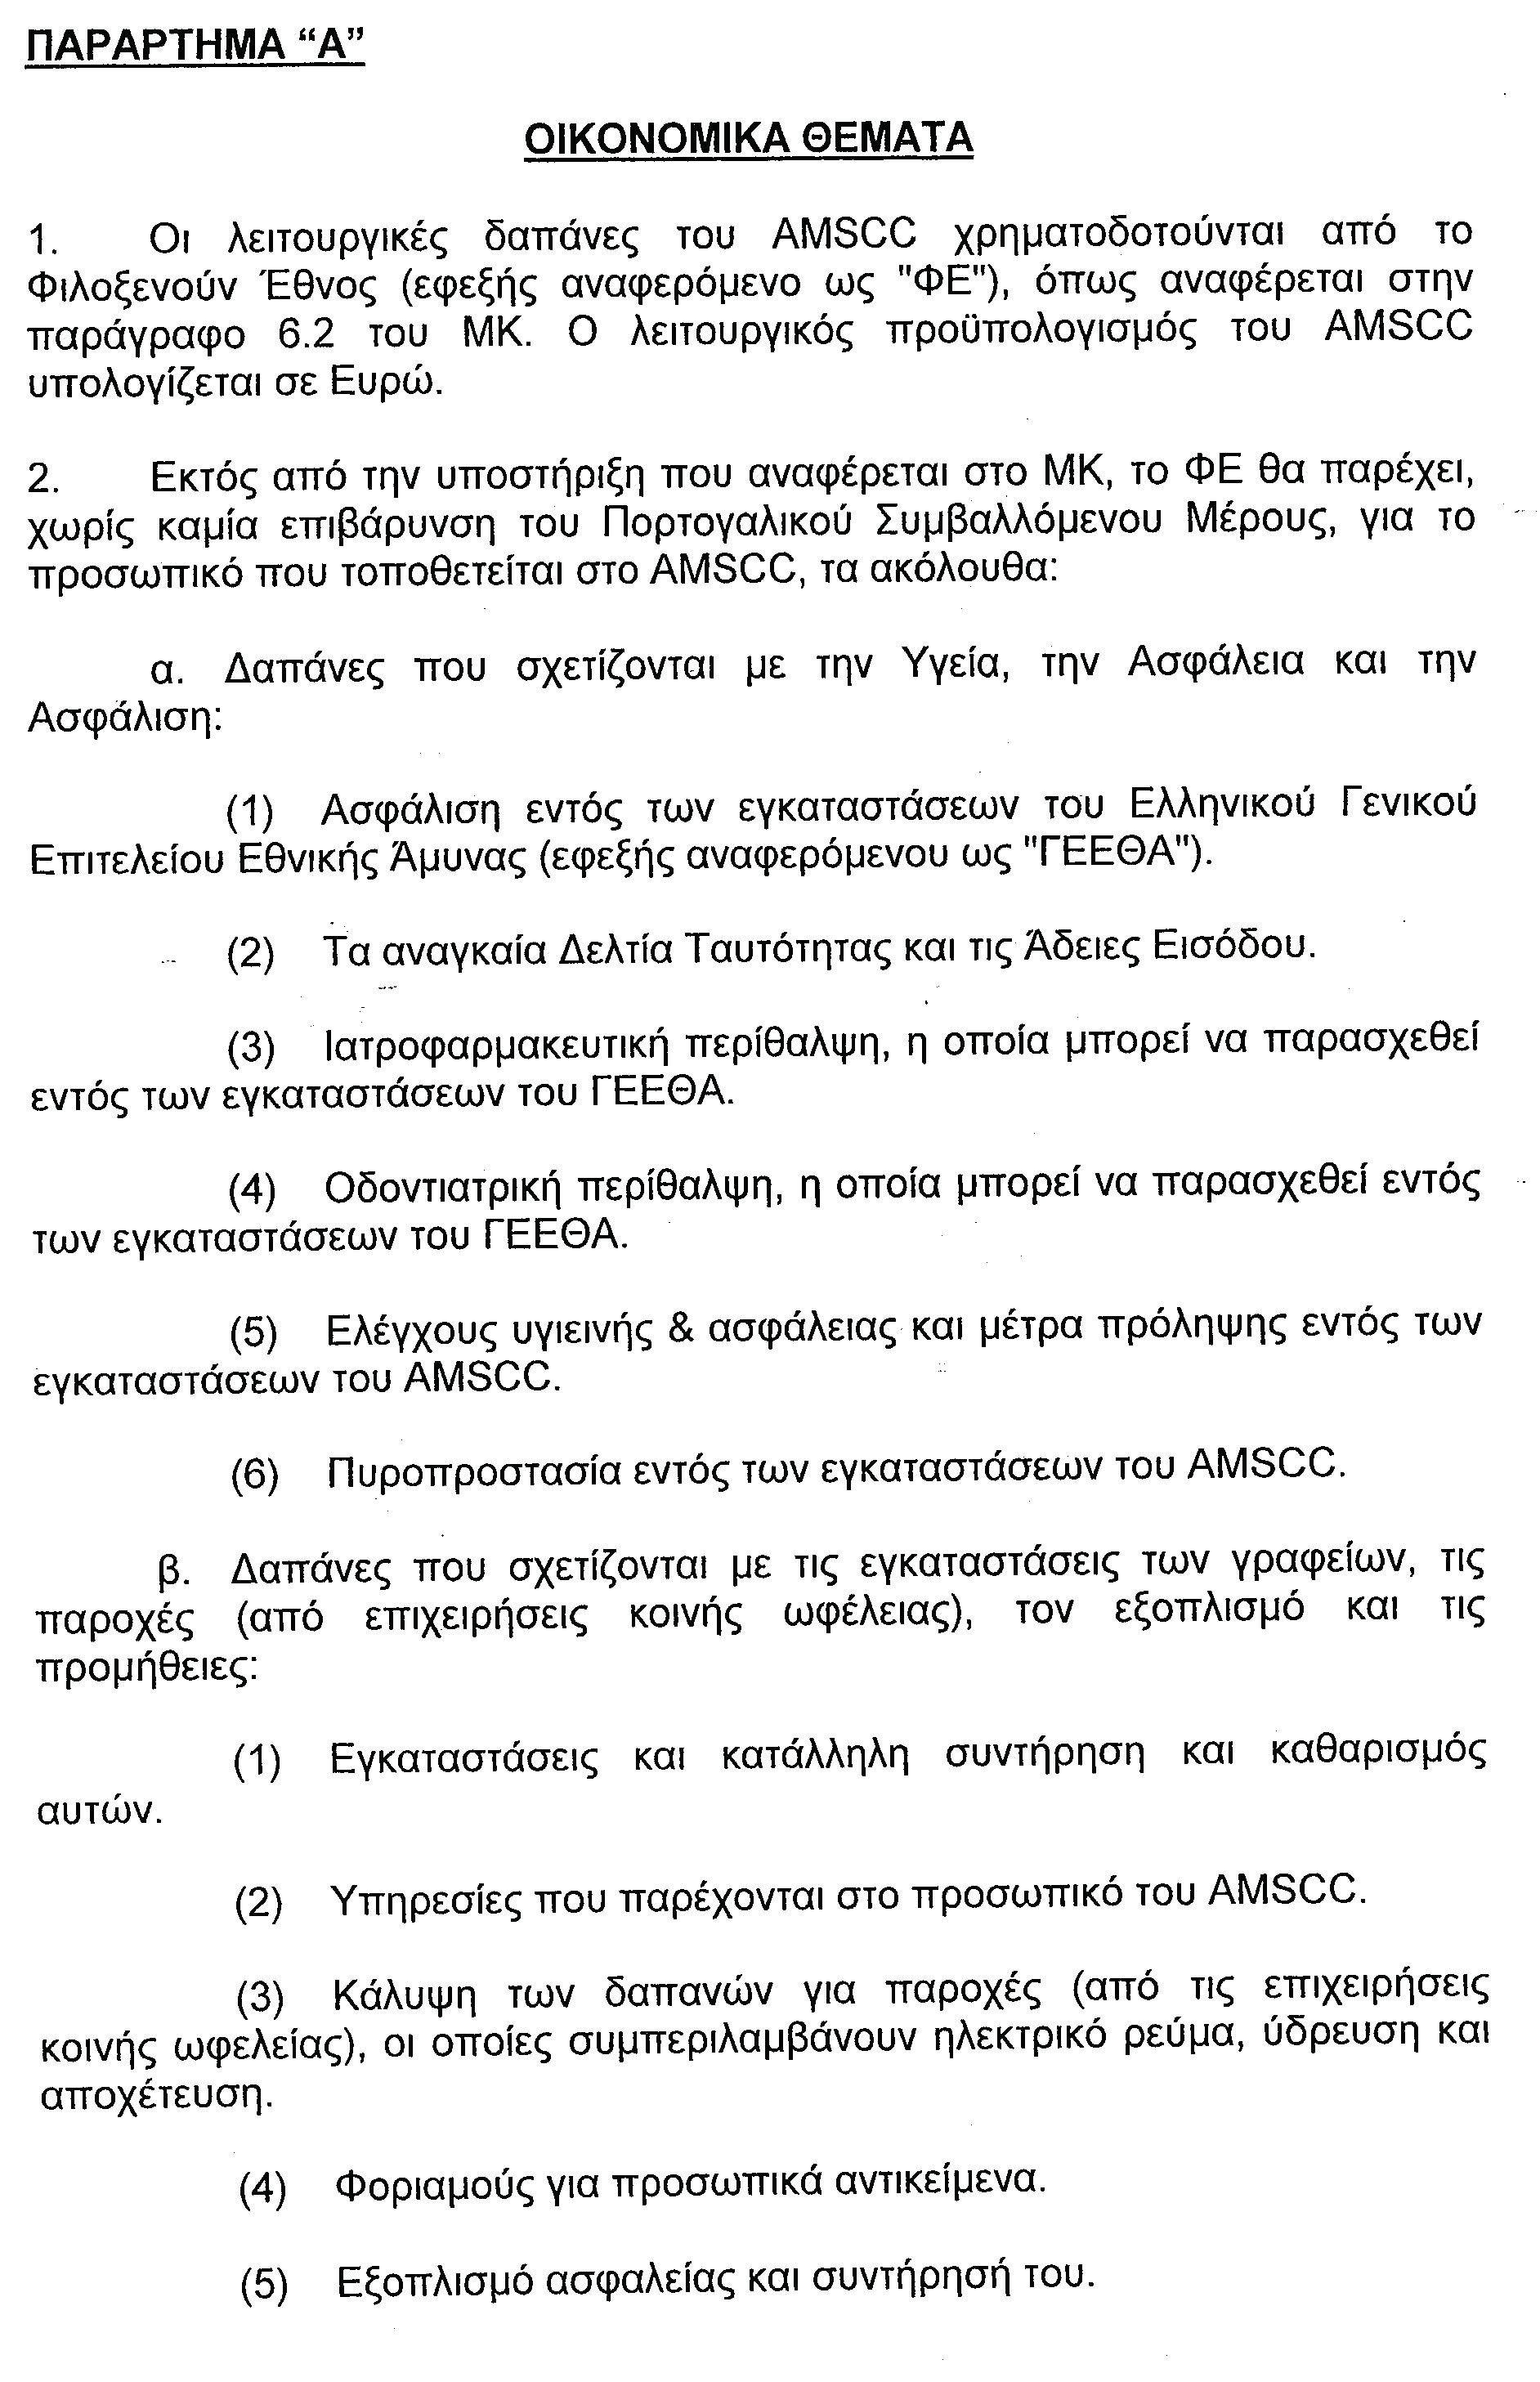 ΠΑΡΑΡΤΗΜΑ “Α”
ΟΙΚΟΝΟΜΙΚΑ ΘΕΜΑΤΑ
1. Οι λειτουργικές δαπάνες του AMSCC χρηματοδοτούνται από το
Φιλοξενούν Έθνος (εφεξής αναφερόμενο ως "ΦΕ"), όπως αναφέρεται στην
παράγραφο 6.2 του ΜΚ. Ο λειτουργικός προϋπολογισμός του AMSCC
υπολογίζεται σε Ευρώ.
2. Εκτός από την υποστήριξη που αναφέρεται στο ΜΚ, το ΦΕ θα παρέχει,
χωρίς καμία επιβάρυνση του Πορτογαλικού Συμβαλλόμενου Μέρους, για το
προσωπικό που τοποθετείται στο AMSCC, τα ακόλουθα:
α. Δαπάνες που σχετίζονται με την Υγεία, την Ασφάλεια και την
Ασφάλιση:
(1) Ασφάλιση εντός των εγκαταστάσεων του Ελληνικού Γενικού
Επιτελείου Εθνικής Άμυνας (εφεξής αναφερόμενου ως "ΓΕΕΘΑ").
(2) Τα αναγκαία Δελτία Ταυτότητας και τις Άδειες Εισόδου.
(3) Ιατροφαρμακευτική περίθαλψη, η οποία μπορεί να παρασχεθεί
εντός των εγκαταστάσεων του ΓΕΕΘΑ.
(4) Οδοντιατρική περίθαλψη, η οποία μπορεί να παρασχεθεί εντός
των εγκαταστάσεων του ΓΕΕΘΑ.
(5) Ελέγχους υγιεινής & ασφάλειας και μέτρα πρόληψης εντός των
εγκαταστάσεων του AMSCC.
(6) Πυροπροστασία εντός των εγκαταστάσεων του AMSCC.
β. Δαπάνες που σχετίζονται με τις εγκαταστάσεις των γραφείων, τις
παροχές (από επιχειρήσεις κοινής ωφέλειας), τον εξοπλισμό και τις
προμήθειες:
(1) Εγκαταστάσεις και κατάλληλη συντήρηση και καθαρισμός
αυτών.
(2) Υπηρεσίες που παρέχονται στο προσωπικό του AMSCC.
(3) Κάλυψη των δαπανών για παροχές (από τις επιχειρήσεις
κοινής ωφελείας), οι οποίες συμπεριλαμβάνουν ηλεκτρικό ρεύμα, ύδρευση και
αποχέτευση.
(4) Φοριαμούς για προσωπικά αντικείμενα.
(5) Εξοπλισμό ασφαλείας και συντήρησή του.